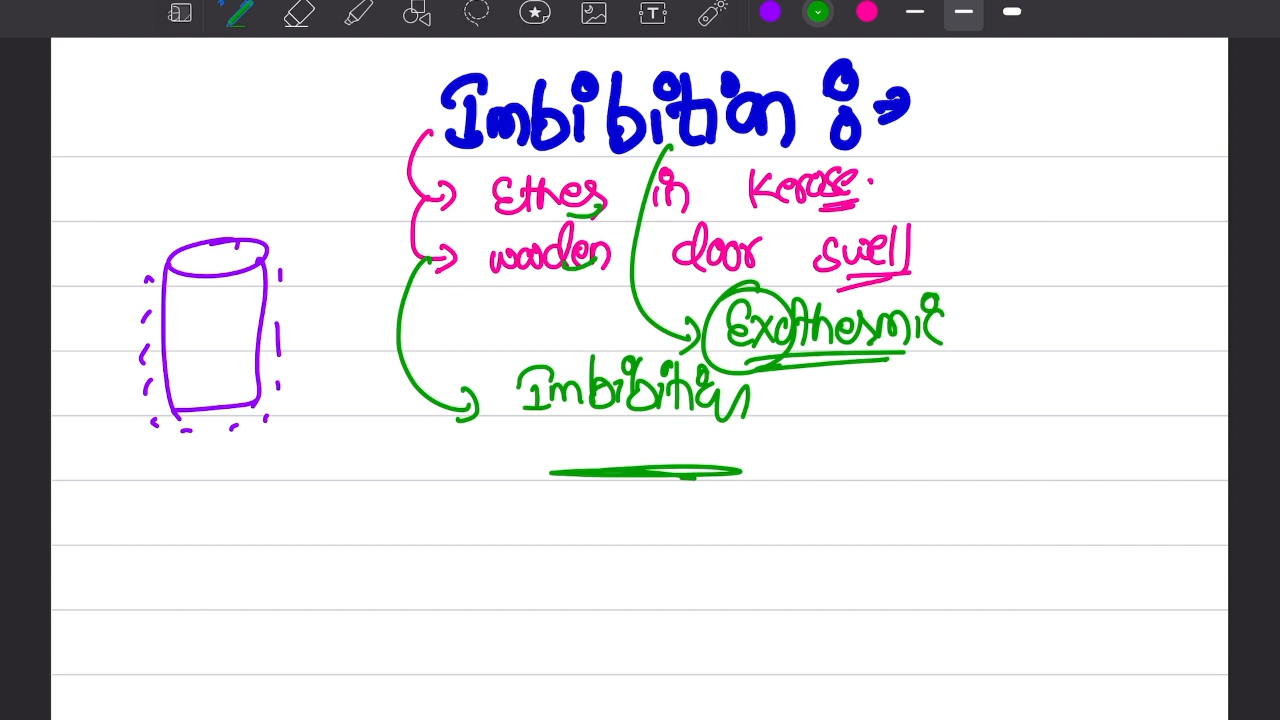 Imbibition :→
→ Ether in Kerose.
→ wooden door swell
→ Exothermic
→ Imbibition